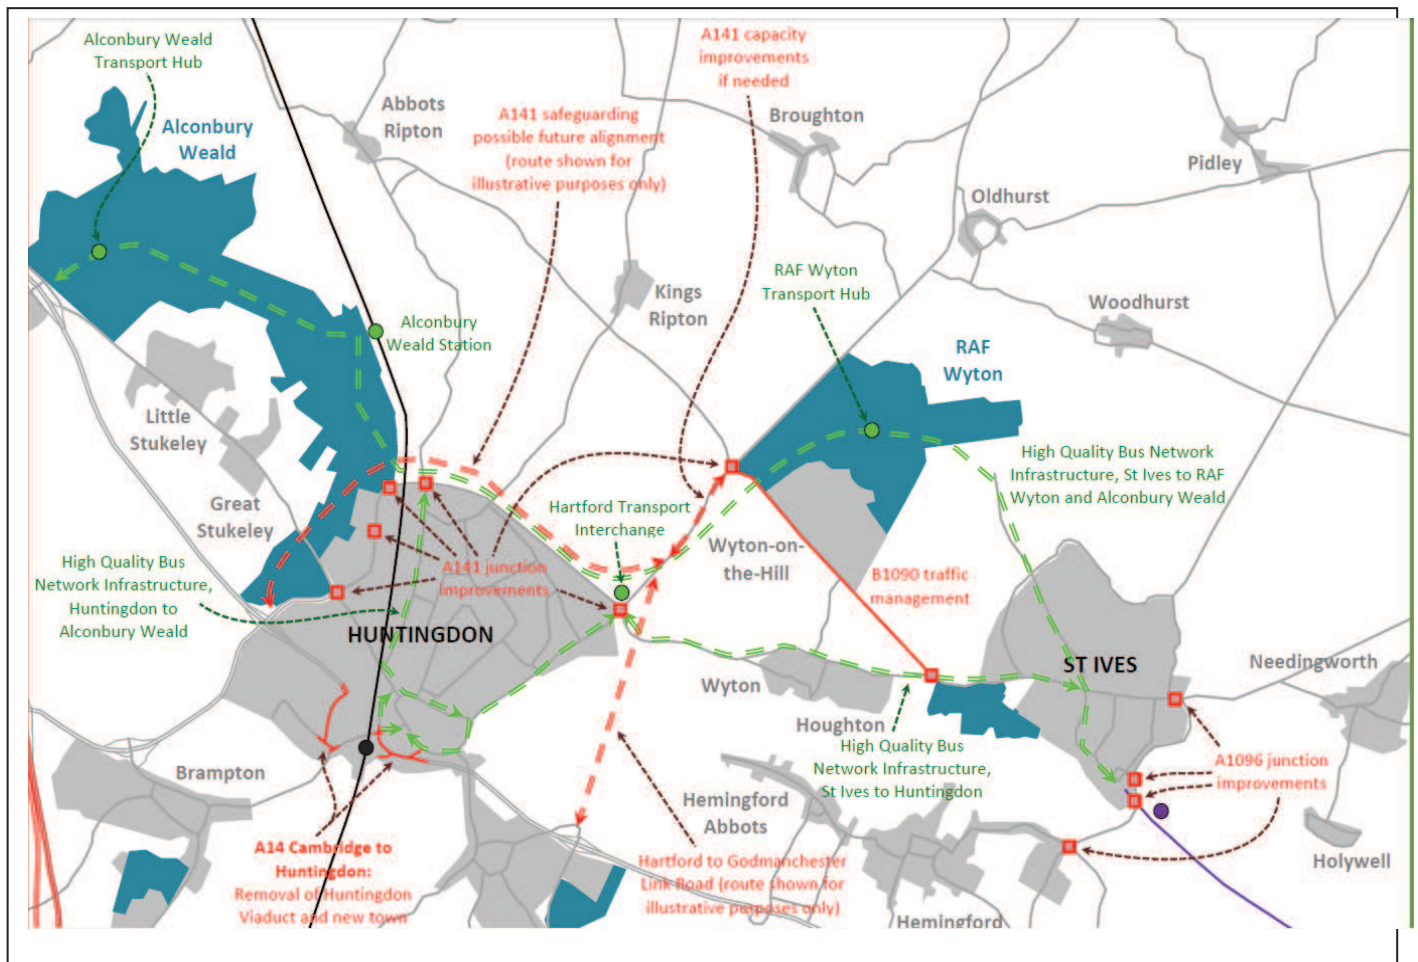 Alconbury Weald
Transport Hub
Alconbury
Weald
Abbots
Ripton
A141 safeguarding
possible future alignment
(route shown for
illustrative purposes only)
A141 capacity
improvements
if needed
Broughton
Pidley
Oldhurst
Woodhurst
Kings
Ripton
RAF Wyton
Transport Hub
RAF
Wyton
Alconbury
Weald Station
Little
Stukeley
Great
Stukeley
High Quality Bus
Network Infrastructure,
Huntingdon to
Alconbury Weald
Hartford Transport
Interchange
A141 junction
improvements
HUNTINGDON
Wyton-on-
the-Hill
B1090 traffic
management
High Quality Bus Network
Infrastructure, St Ives to RAF
Wyton and Alconbury Weald
ST IVES
Needingworth
Wyton
Houghton
High Quality Bus
Network Infrastructure,
St Ives to Huntingdon
A1096 junction
improvements
Holywell
Brampton
Hemingford
Abbots
A14 Cambridge to
Huntingdon:
Removal of Huntingdon
Viaduct and new town
Hartford to Godmanchester
Link Road (route shown for
illustrative purposes only)
Hemingford